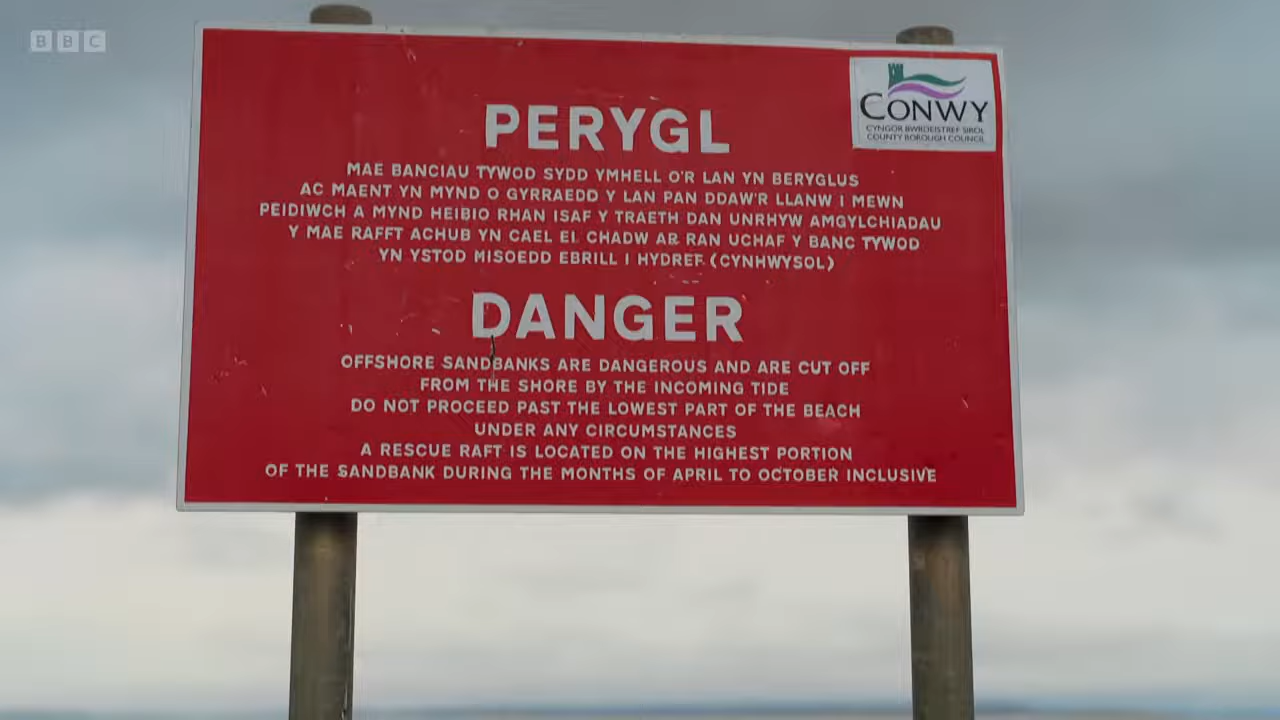 BBC
CONWY
CYNGOR BWRDEISTREF SIROL
COUNTY BOROUGH COUNCIL
PERYGL
MAE BANCIAU TYWOD SYDD YMHELL O'R LAN YN BERYGLUS
AC MAENT YN MYND O GYRRAEDD Y LAN PAN DDAW'R LLANW I MEWN
PEIDIWCH A MYND HEIBIO RHAN ISAF Y TRAETH DAN UNRHYW AMGYLCHIADAU
Y MAE RAFFT ACHUB YN CAEL EI CHADW AR RAN UCHAF Y BANC TYWOD
YN YSTOD MISOEDD EBRILL I HYDREF (CYNHWYSOL)
DANGER
OFFSHORE SANDBANKS ARE DANGEROUS AND ARE CUT OFF
FROM THE SHORE BY THE INCOMING TIDE
DO NOT PROCEED PAST THE LOWEST PART OF THE BEACH
UNDER ANY CIRCUMSTANCES
A RESCUE RAFT IS LOCATED ON THE HIGHEST PORTION
OF THE SANDBANK DURING THE MONTHS OF APRIL TO OCTOBER INCLUSIVE